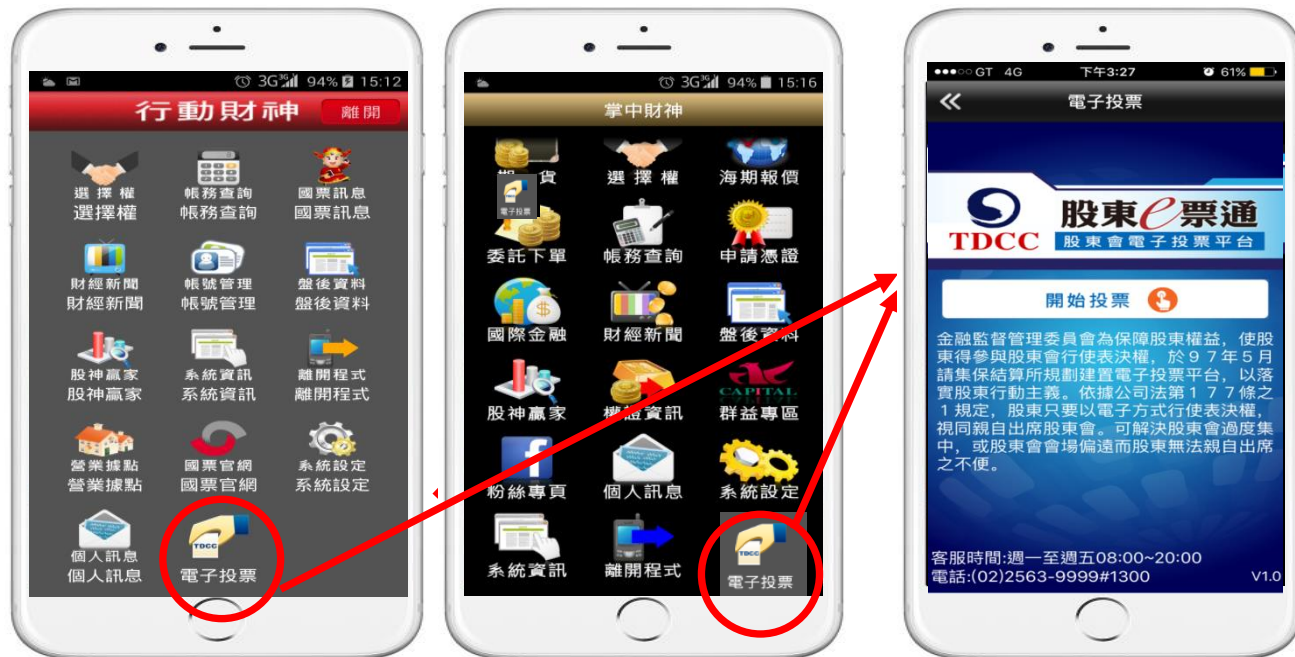 3G 94% 15:12
行動財神 離開
選擇權 帳務查詢 國票訊息
選擇權 帳務查詢 國票訊息
財經新聞 帳號管理 盤後資料
財經新聞 帳號管理 盤後資料
股神贏家 系統資訊 離開程式
股神贏家 系統資訊 離開程式
營業據點 國票官網 系統設定
營業據點 國票官網 系統設定
個人訊息
TDCC
個人訊息 電子投票
3G 94% 15:16
掌中財神
期 貨 選擇權 海期報價
電子投票
委託下單 帳務查詢 申請憑證
國際金融 財經新聞 盤後資料
CAPITAL
股神贏家 權證資訊 群益專區
粉絲專頁 個人訊息 系統設定
TDCC
系統資訊 離開程式 電子投票
GT 4G 下午3:27 61%
電子投票
TDCC 股東e票通
股東會電子投票平台
開始投票
金融監督管理委員會為保障股東權益，使股
東得參與股東會行使表決權，於９７年５月
請集保結算所規劃建置電子投票平台，以落
實股東行動主義。依據公司法第１７７條之
１規定，股東只要以電子方式行使表決權，
視同親自出席股東會。可解決股東會過度集
中，或股東會會場偏遠而股東無法親自出席
之不便。
客服時間:週一至週五08:00~20:00
電話:(02)2563-9999#1300 V1.0